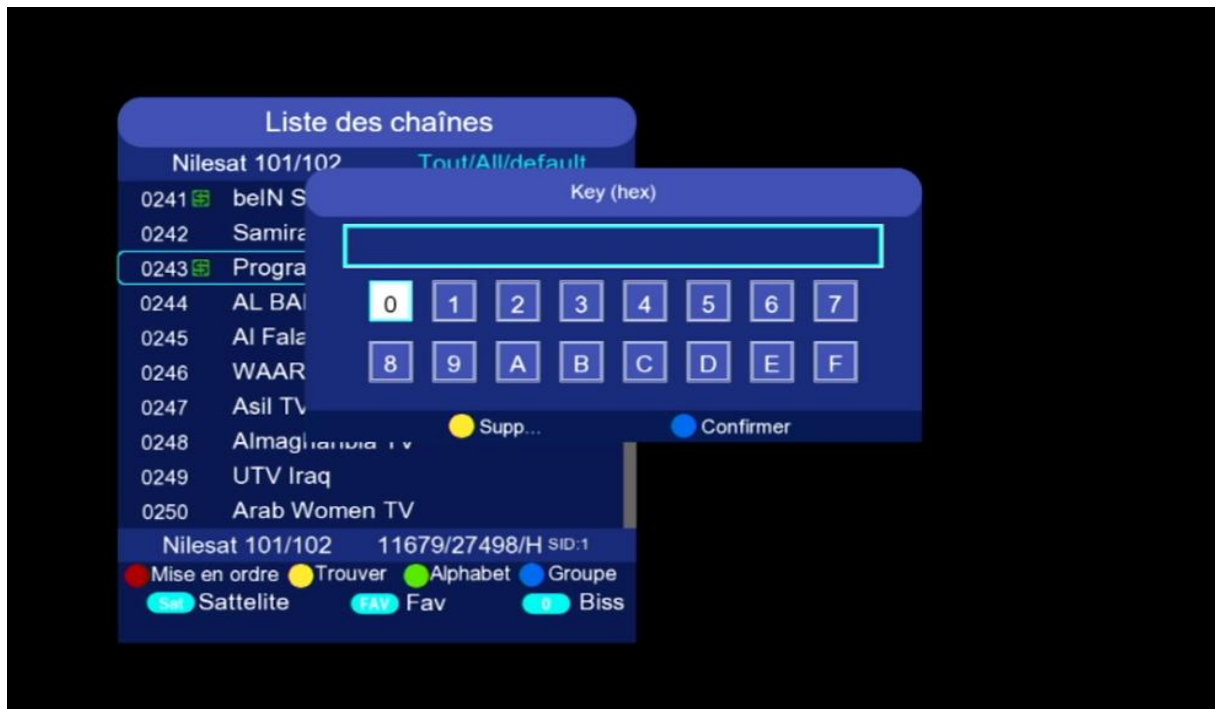 Liste des chaînes
Nilesat 101/102 Tout/All/default
Key (hex)
0241 beIN S
0242 Samira
0243 Progra
0244 AL BA
0245 Al Fala
0246 WAAR
0247 Asil TV
0248 Almagharibia TV
0249 UTV Iraq
0250 Arab Women TV
0 1 2 3 4 5 6 7
8 9 A B C D E F
Supp... Confirmer
Nilesat 101/102 11679/27498/H SID:1
Mise en ordre Trouver Alphabet Groupe
Sat Sattelite FAV Fav 0 Biss